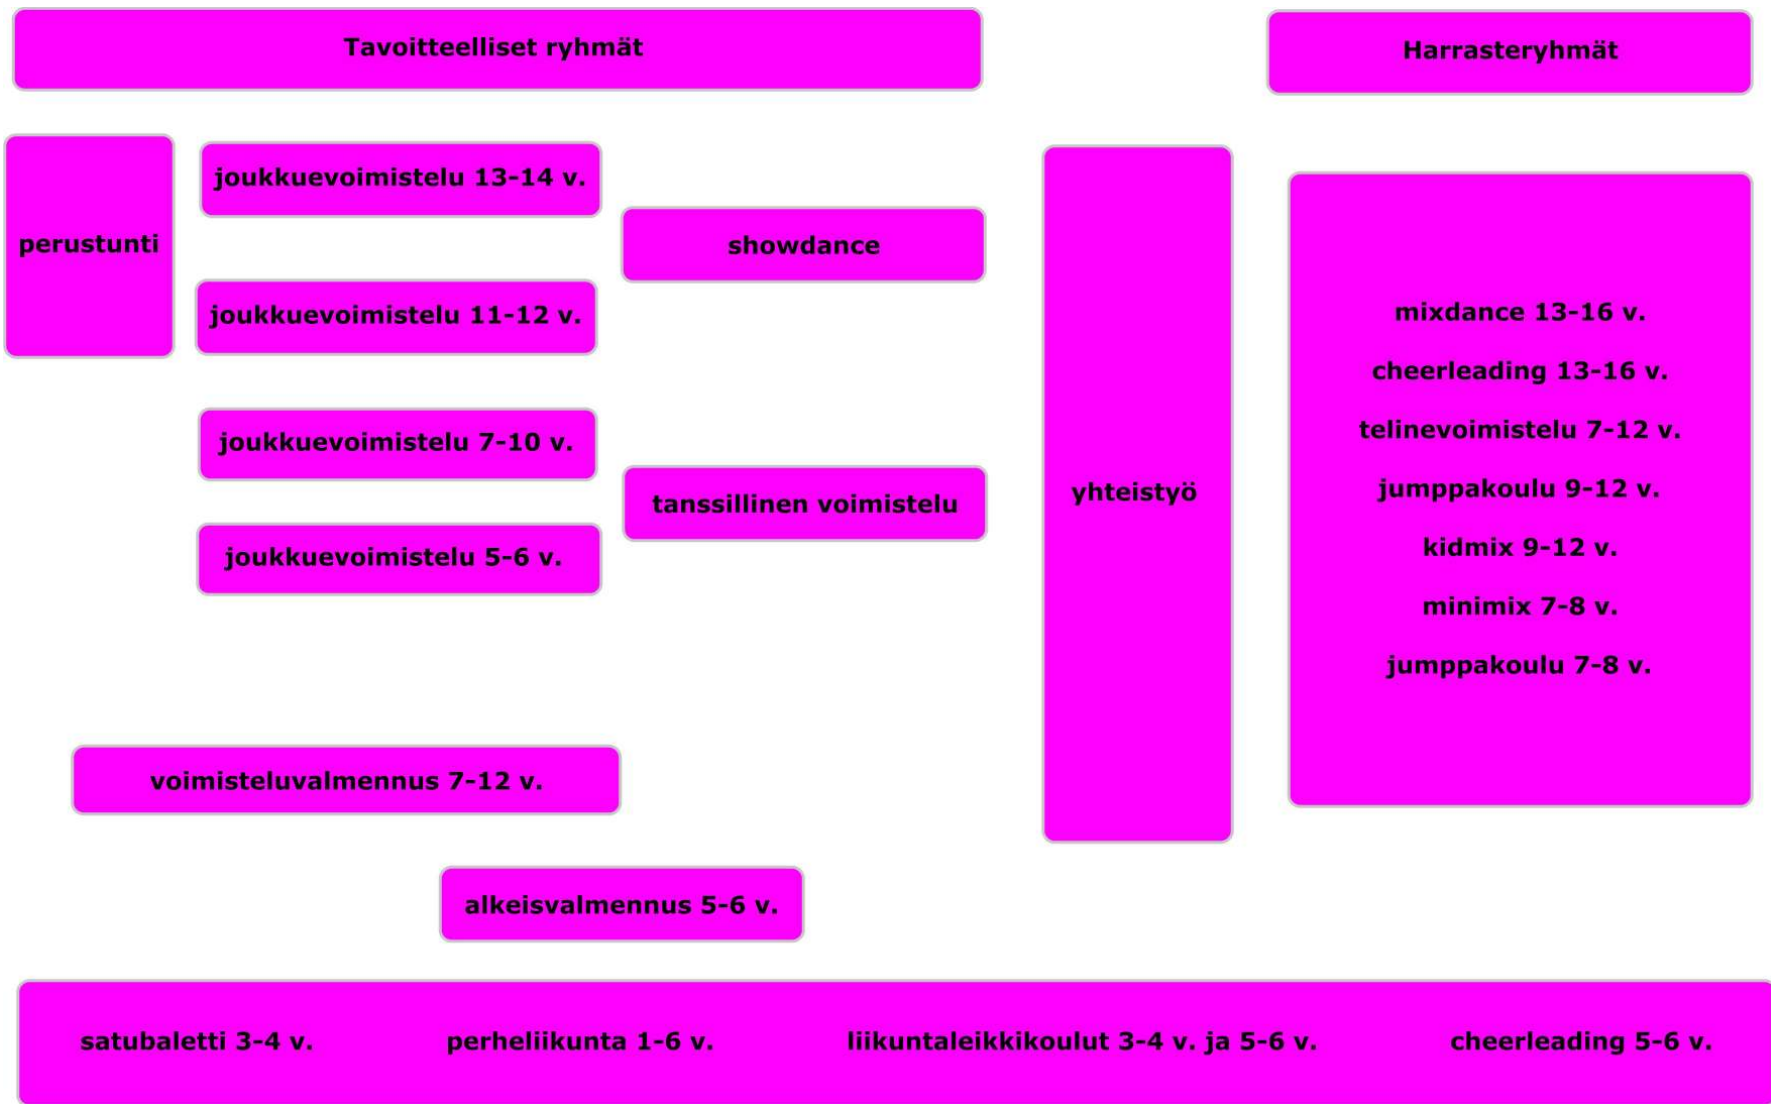 Tavoitteelliset ryhmät
Harrasteryhmät
perustunti
joukkuevoimistelu 13-14 v.
joukkuevoimistelu 11-12 v.
joukkuevoimistelu 7-10 v.
joukkuevoimistelu 5-6 v.
showdance
tanssillinen voimistelu
yhteistyö
mixdance 13-16 v.
cheerleading 13-16 v.
telinevoimistelu 7-12 v.
jumppakoulu 9-12 v.
kidmix 9-12 v.
minimix 7-8 v.
jumppakoulu 7-8 v.
voimisteluvalmennus 7-12 v.
alkeisvalmennus 5-6 v.
satubaletti 3-4 v.
perheliikunta 1-6 v.
liikuntaleikkikoulut 3-4 v. ja 5-6 v.
cheerleading 5-6 v.